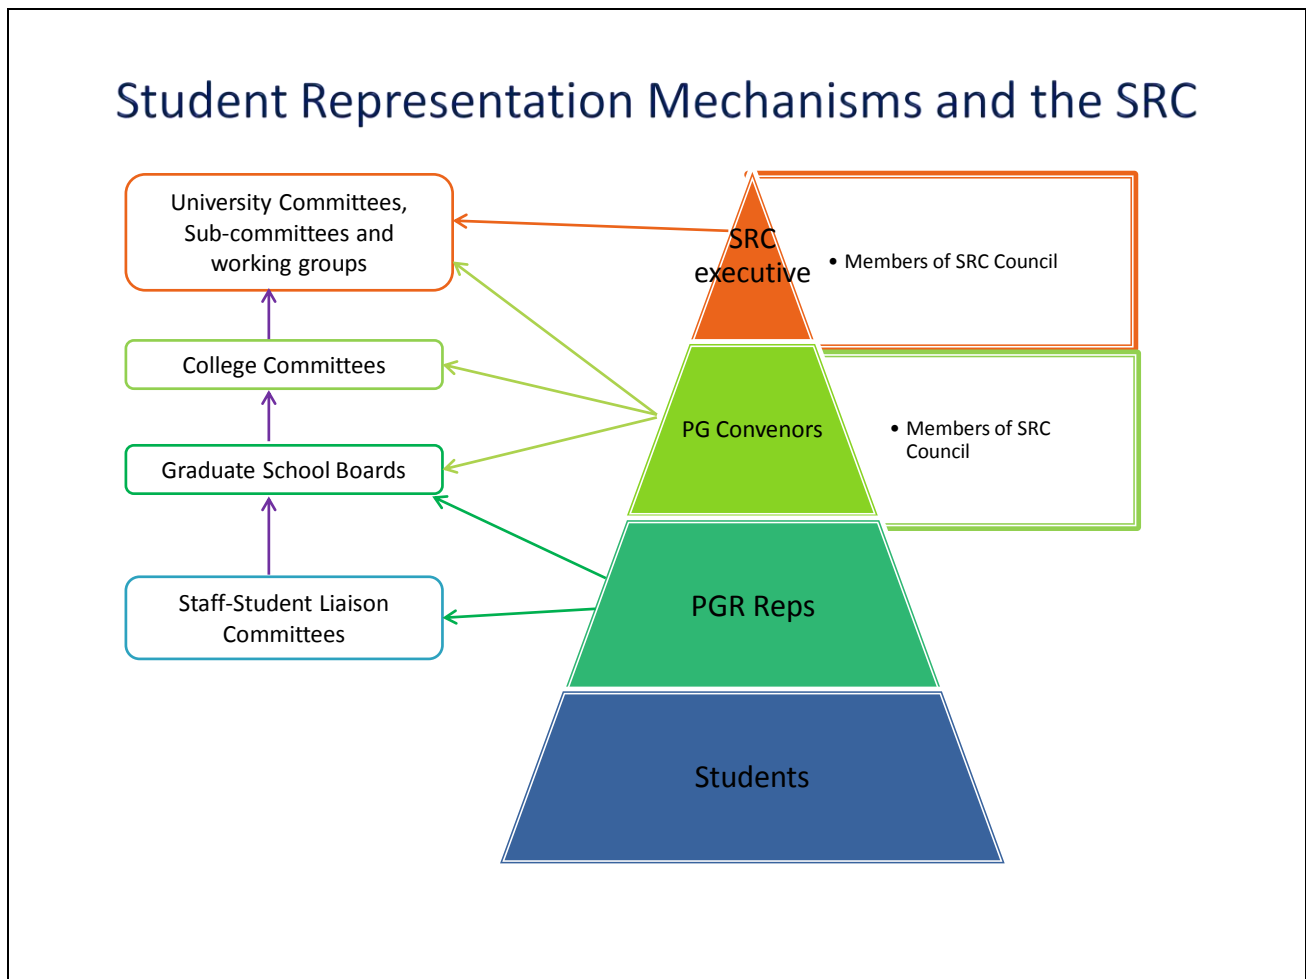 Student Representation Mechanisms and the SRC
University Committees,
Sub-committees and
working groups
College Committees
Graduate School Boards
Staff-Student Liaison
Committees
SRC
executive
• Members of SRC Council
PG Convenors
• Members of SRC
Council
PGR Reps
Students